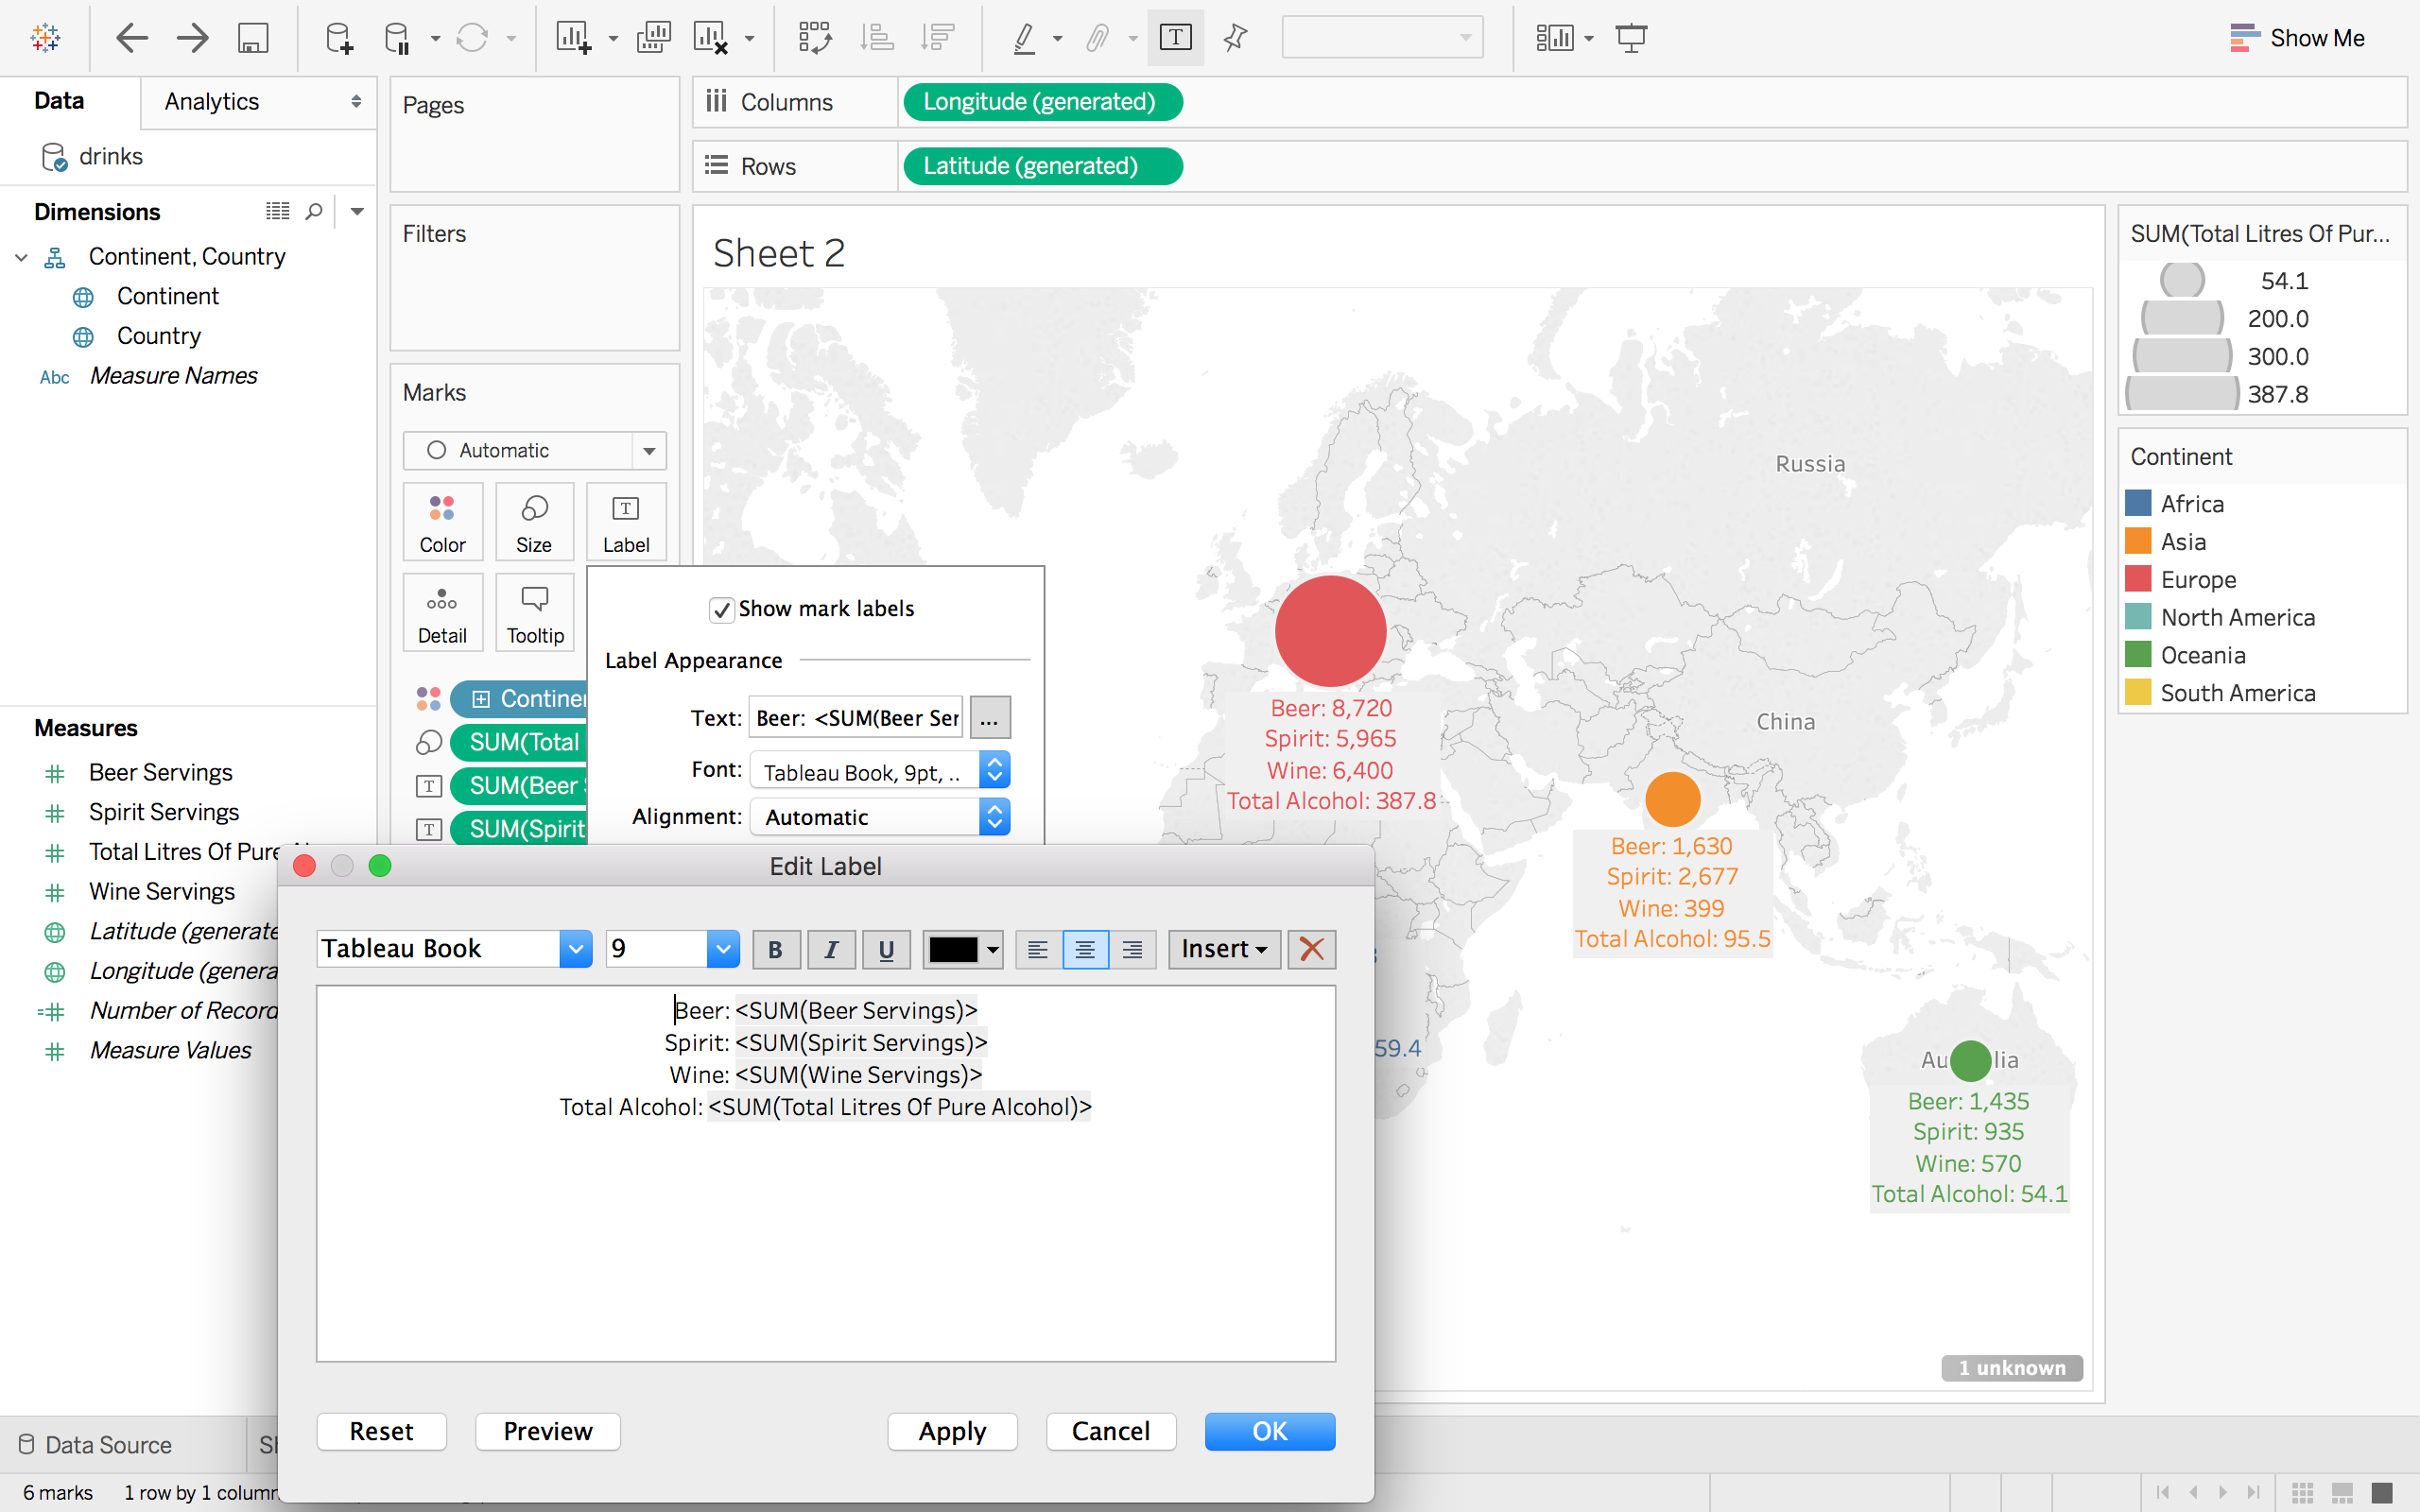 Show Me
Data
Analytics
drinks
Dimensions
Continent, Country
Continent
Country
Abc
Measure Names
Measures
Beer Servings
Spirit Servings
Total Litres Of Pure
Wine Servings
Latitude (generate
Longitude (genera
Number of Record
Measure Values
Pages
Filters
Marks
Automatic
Color
Size
Label
Detail
Tooltip
Contine
SUM(Total
SUM(Beer
SUM(Spirit
Columns
Longitude (generated)
Rows
Latitude (generated)
Sheet 2
Russia
China
Beer: 8,720
Spirit: 5,965
Wine: 6,400
Total Alcohol: 387.8
Beer: 1,630
Spirit: 2,677
Wine: 399
Total Alcohol: 95.5
59.4
Au lia
Beer: 1,435
Spirit: 935
Wine: 570
Total Alcohol: 54.1
1 unknown
SUM(Total Litres Of Pur...
54.1
200.0
300.0
387.8
Continent
Africa
Asia
Europe
North America
Oceania
South America
Show mark labels
Label Appearance
Text: Beer: <SUM(Beer Ser ...
Font: Tableau Book, 9pt, ..
Alignment: Automatic
Edit Label
Tableau Book
9
B
I
U
Insert
Beer: <SUM(Beer Servings)>
Spirit: <SUM(Spirit Servings)>
Wine: <SUM(Wine Servings)>
Total Alcohol: <SUM(Total Litres Of Pure Alcohol)>
Reset
Preview
Apply
Cancel
OK
Data Source
6 marks
1 row by 1 column